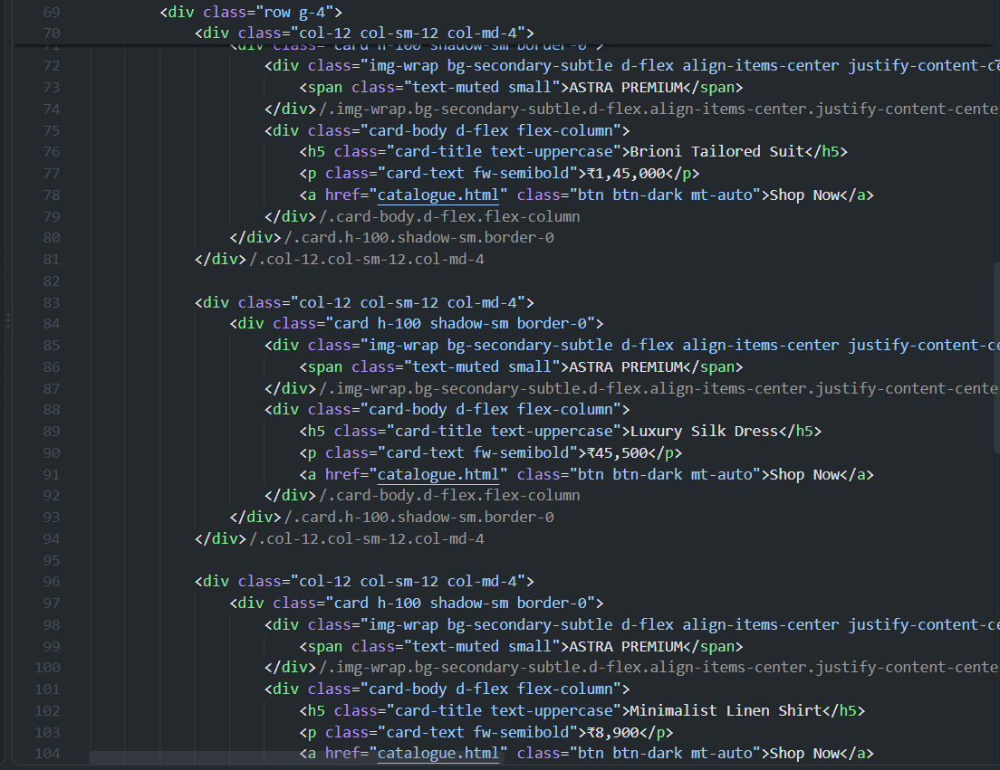 69 <div class="row g-4">
70 <div class="col-12 col-sm-12 col-md-4">
71 <div class="card h-100 shadow-sm border-0">
72 <div class="img-wrap bg-secondary-subtle d-flex align-items-center justify-content-ce
73 <span class="text-muted small">ASTRA PREMIUM</span>
74 </div>/.img-wrap.bg-secondary-subtle.d-flex.align-items-center.justify-content-cente
75 <div class="card-body d-flex flex-column">
76 <h5 class="card-title text-uppercase">Brioni Tailored Suit</h5>
77 <p class="card-text fw-semibold">₹1,45,000</p>
78 <a href="catalogue.html" class="btn btn-dark mt-auto">Shop Now</a>
79 </div>/.card-body.d-flex.flex-column
80 </div>/.card.h-100.shadow-sm.border-0
81 </div>/.col-12.col-sm-12.col-md-4
82
83 <div class="col-12 col-sm-12 col-md-4">
84 <div class="card h-100 shadow-sm border-0">
85 <div class="img-wrap bg-secondary-subtle d-flex align-items-center justify-content-ce
86 <span class="text-muted small">ASTRA PREMIUM</span>
87 </div>/.img-wrap.bg-secondary-subtle.d-flex.align-items-center.justify-content-cente
88 <div class="card-body d-flex flex-column">
89 <h5 class="card-title text-uppercase">Luxury Silk Dress</h5>
90 <p class="card-text fw-semibold">₹45,500</p>
91 <a href="catalogue.html" class="btn btn-dark mt-auto">Shop Now</a>
92 </div>/.card-body.d-flex.flex-column
93 </div>/.card.h-100.shadow-sm.border-0
94 </div>/.col-12.col-sm-12.col-md-4
95
96 <div class="col-12 col-sm-12 col-md-4">
97 <div class="card h-100 shadow-sm border-0">
98 <div class="img-wrap bg-secondary-subtle d-flex align-items-center justify-content-ce
99 <span class="text-muted small">ASTRA PREMIUM</span>
100 </div>/.img-wrap.bg-secondary-subtle.d-flex.align-items-center.justify-content-cente
101 <div class="card-body d-flex flex-column">
102 <h5 class="card-title text-uppercase">Minimalist Linen Shirt</h5>
103 <p class="card-text fw-semibold">₹8,900</p>
104 <a href="catalogue.html" class="btn btn-dark mt-auto">Shop Now</a>